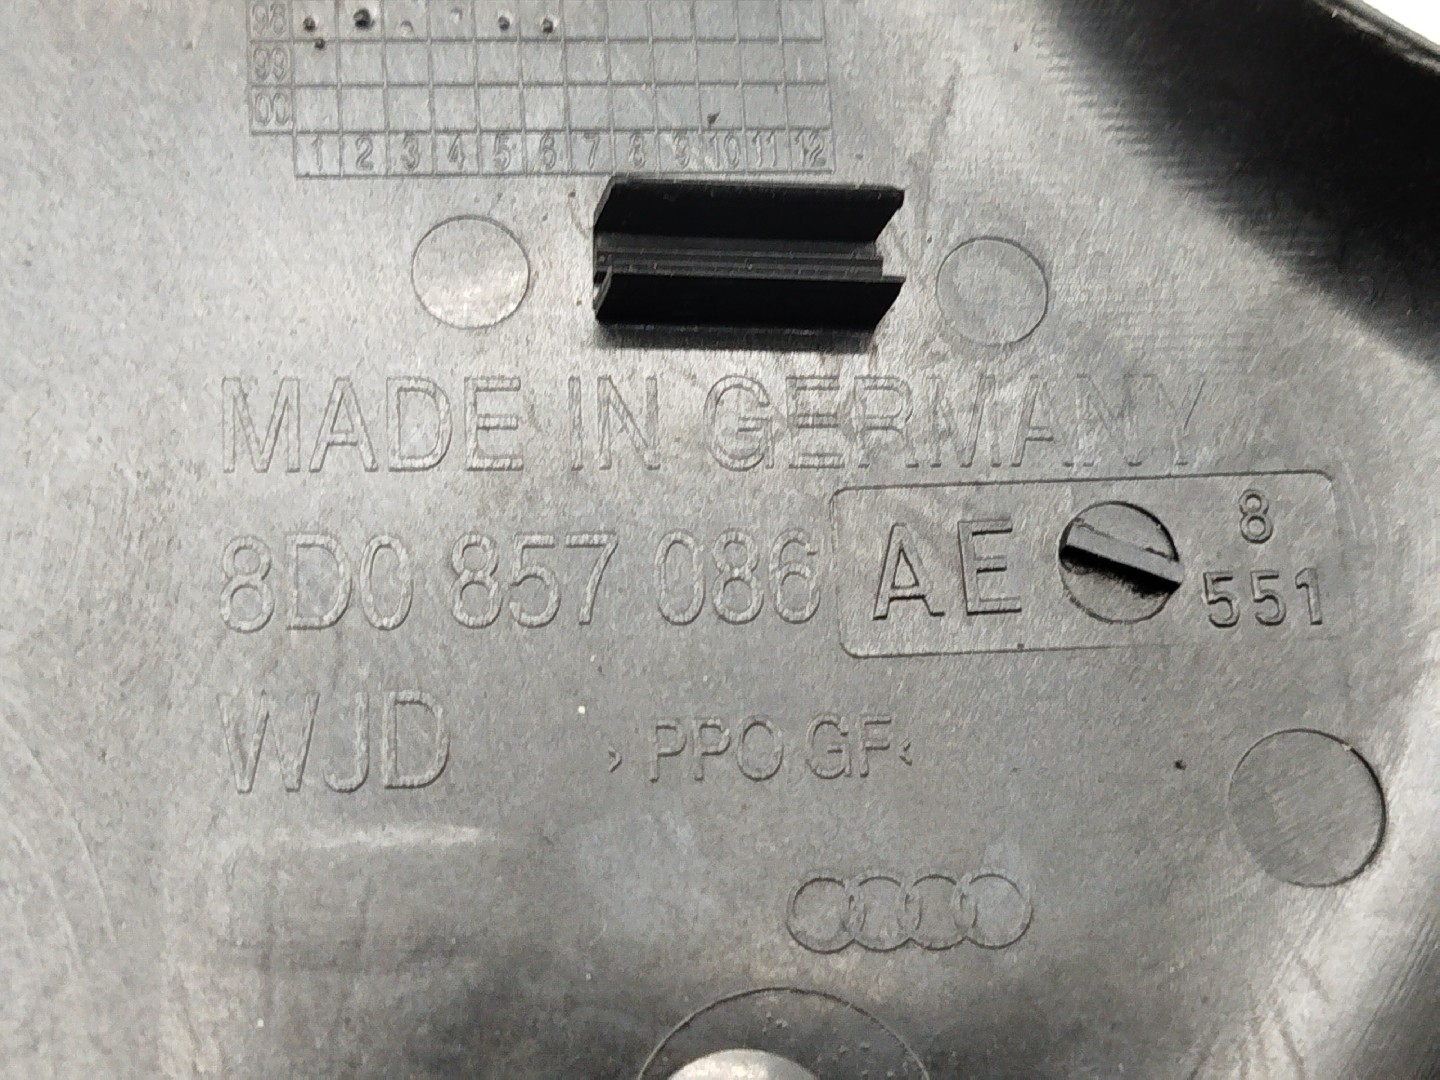 98
99
00
1 2 3 4 5 6 7 8 9 10 11 12
MADE IN GERMANY
8D0 857 086 AE 8
551
WJD >PPO GF<